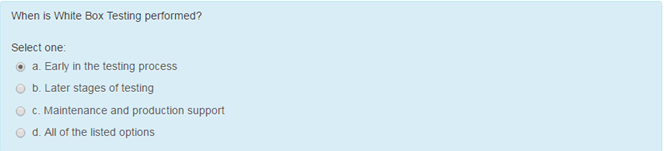 When is White Box Testing performed?
Select one:
a. Early in the testing process
b. Later stages of testing
c. Maintenance and production support
d. All of the listed options